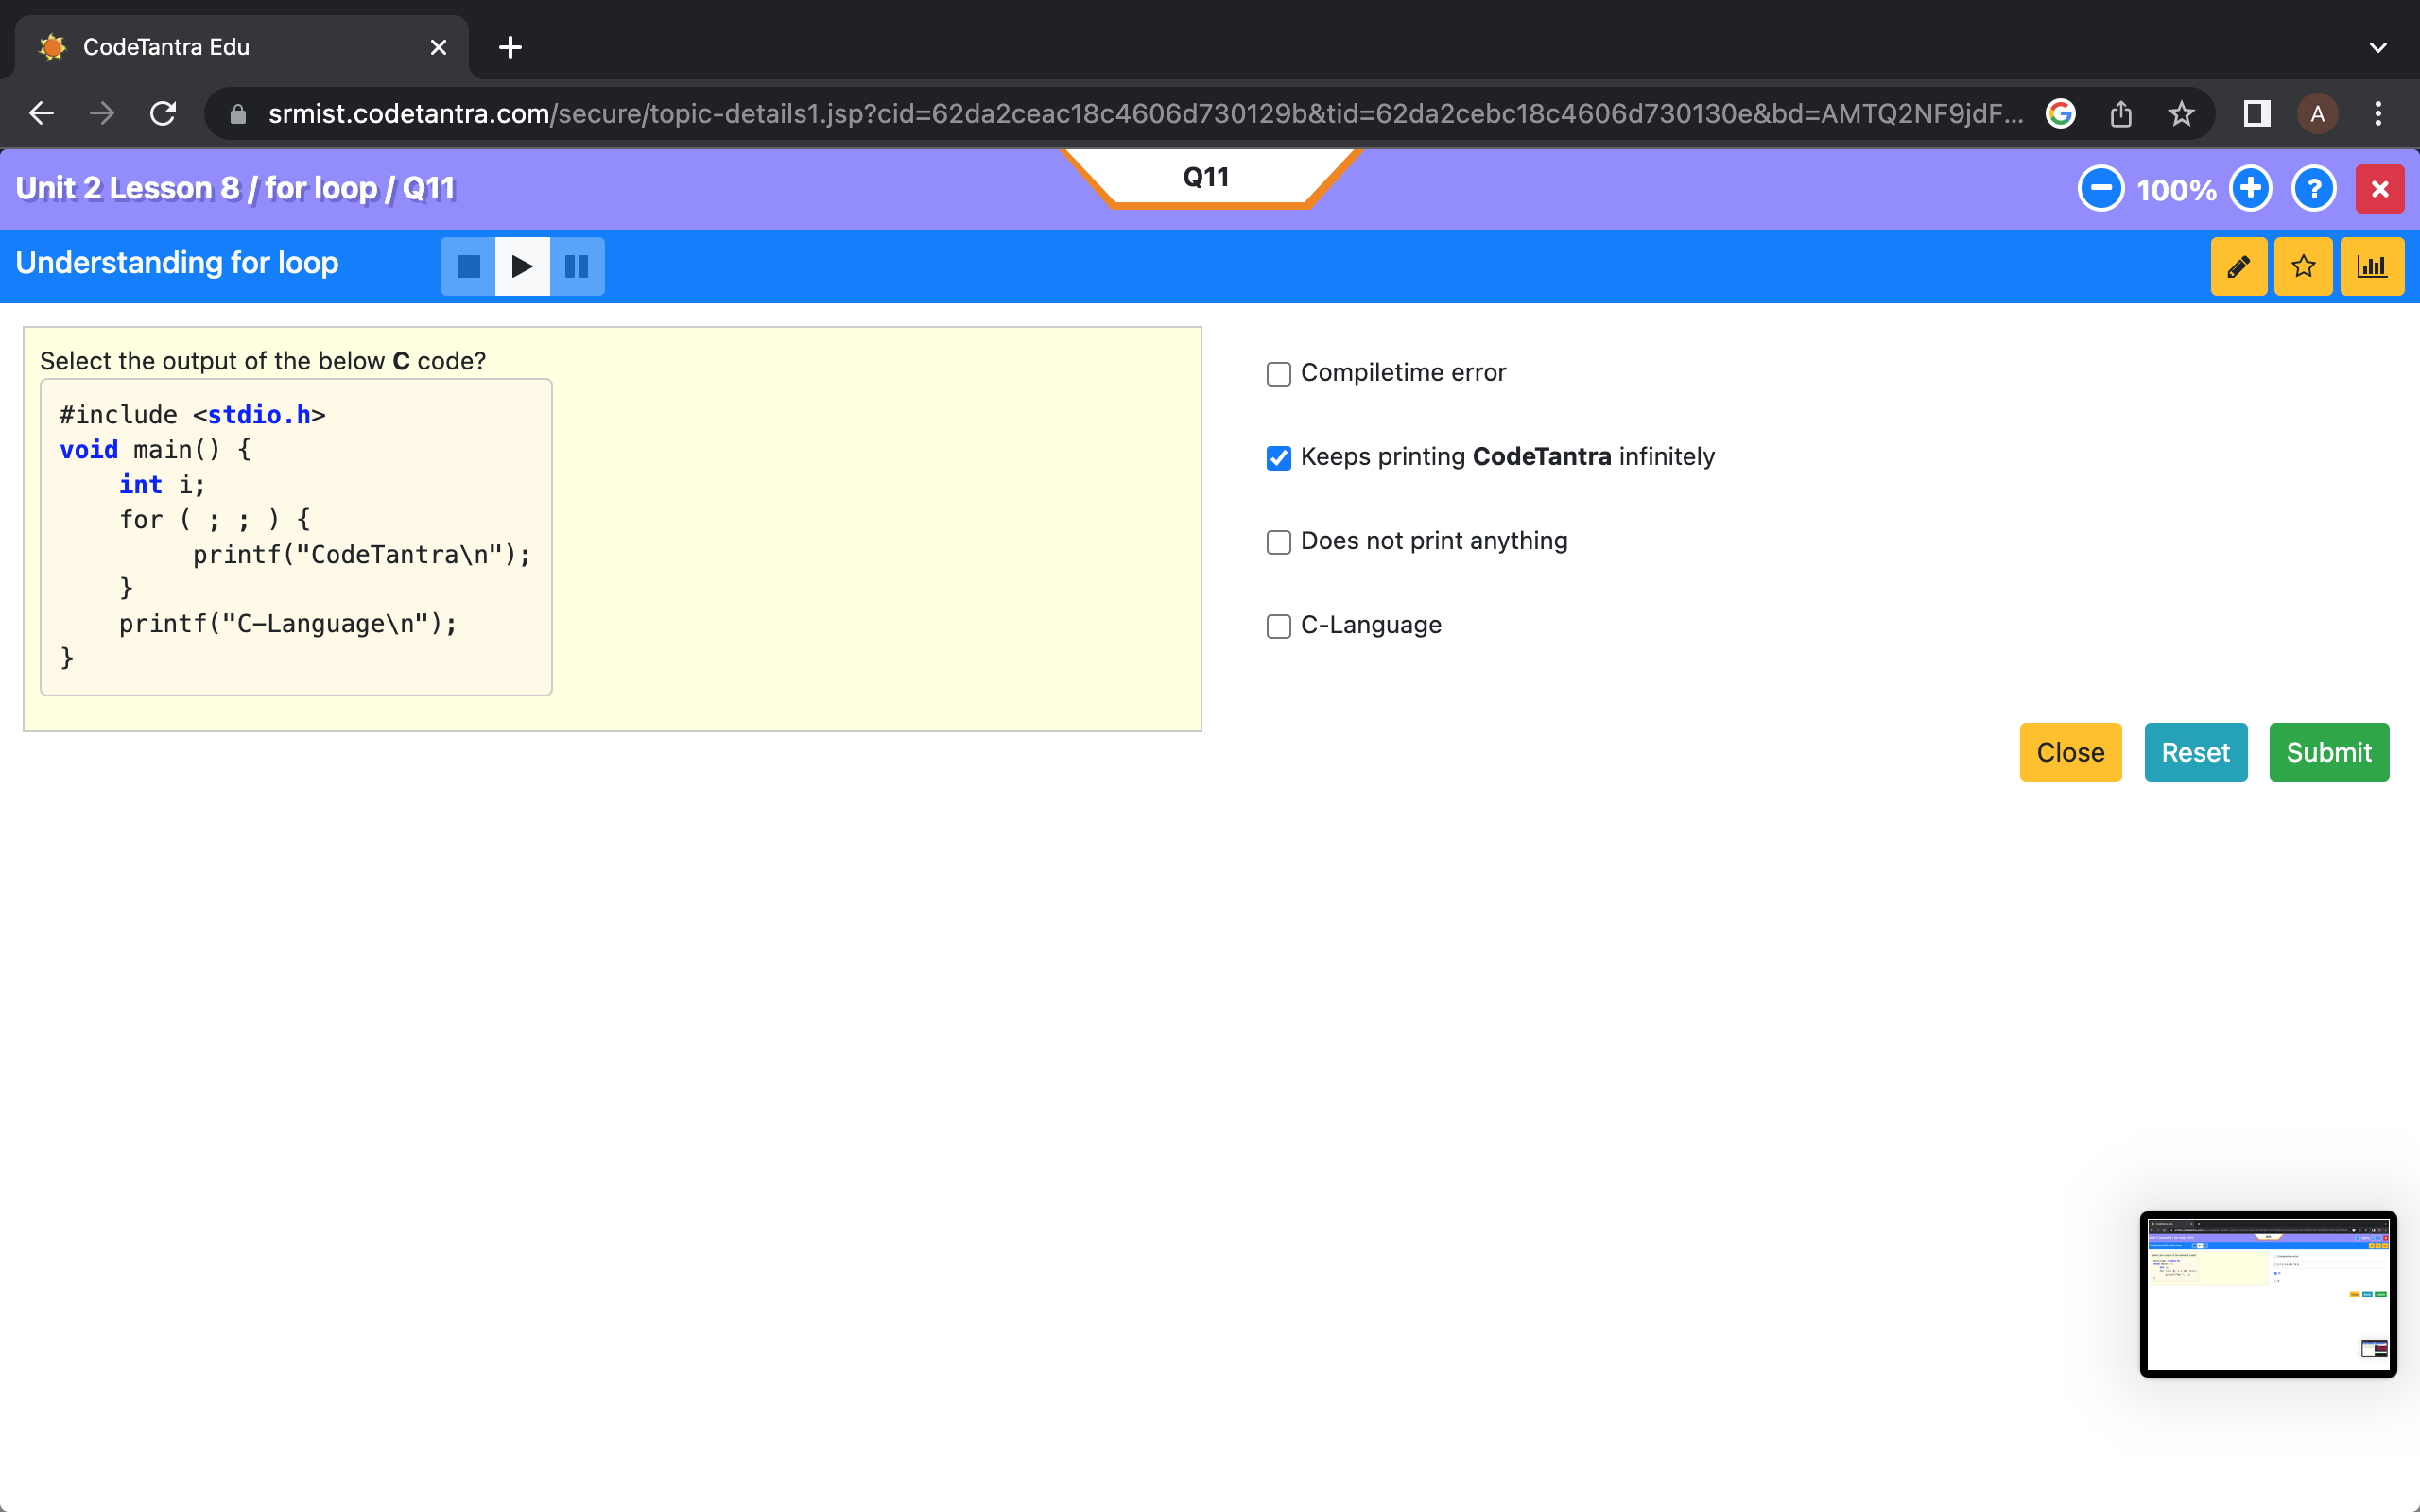 CodeTantra Edu
srmist.codetantra.com/secure/topic-details1.jsp?cid=62da2ceac18c4606d730129b&tid=62da2cebc18c4606d730130e&bd=AMTQ2NF9jdF...
A
Unit 2 Lesson 8 / for loop / Q11
Q11
100%
?
Understanding for loop
Select the output of the below C code?
#include <stdio.h>
void main() {
    int i;
    for ( ; ; ) {
         printf("CodeTantra\n");
    }
    printf("C-Language\n");
}
Compiletime error
Keeps printing CodeTantra infinitely
Does not print anything
C-Language
Close
Reset
Submit